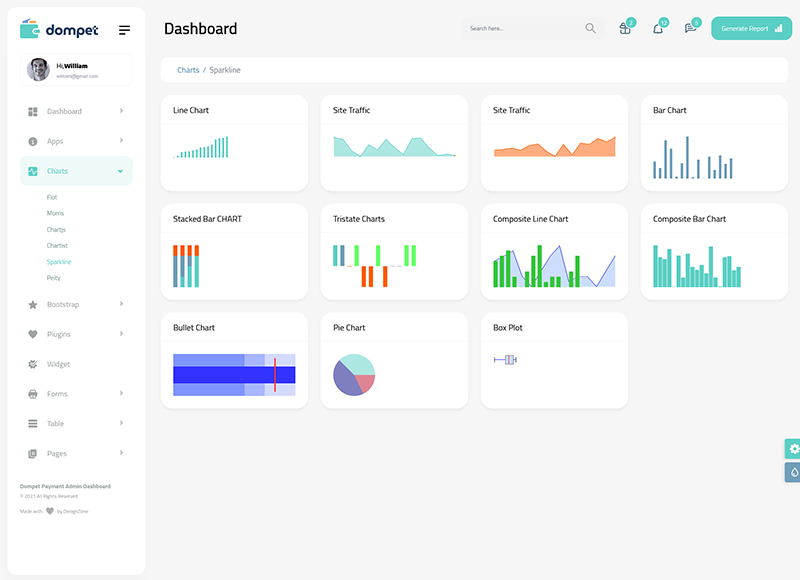 dompet
Dashboard
Search here...
2
12
5
Generate Report
Hi,William
william@gmail.com
Charts / Sparkline
Dashboard
Apps
Charts
Flot
Morris
Chartjs
Chartist
Sparkline
Peity
Bootstrap
Plugins
Widget
Forms
Table
Pages
Dompet Payment Admin Dashboard
© 2021 All Rights Reserved
Made with by DexignZone
Line Chart
Site Traffic
Site Traffic
Bar Chart
Stacked Bar CHART
Tristate Charts
Composite Line Chart
Composite Bar Chart
Bullet Chart
Pie Chart
Box Plot